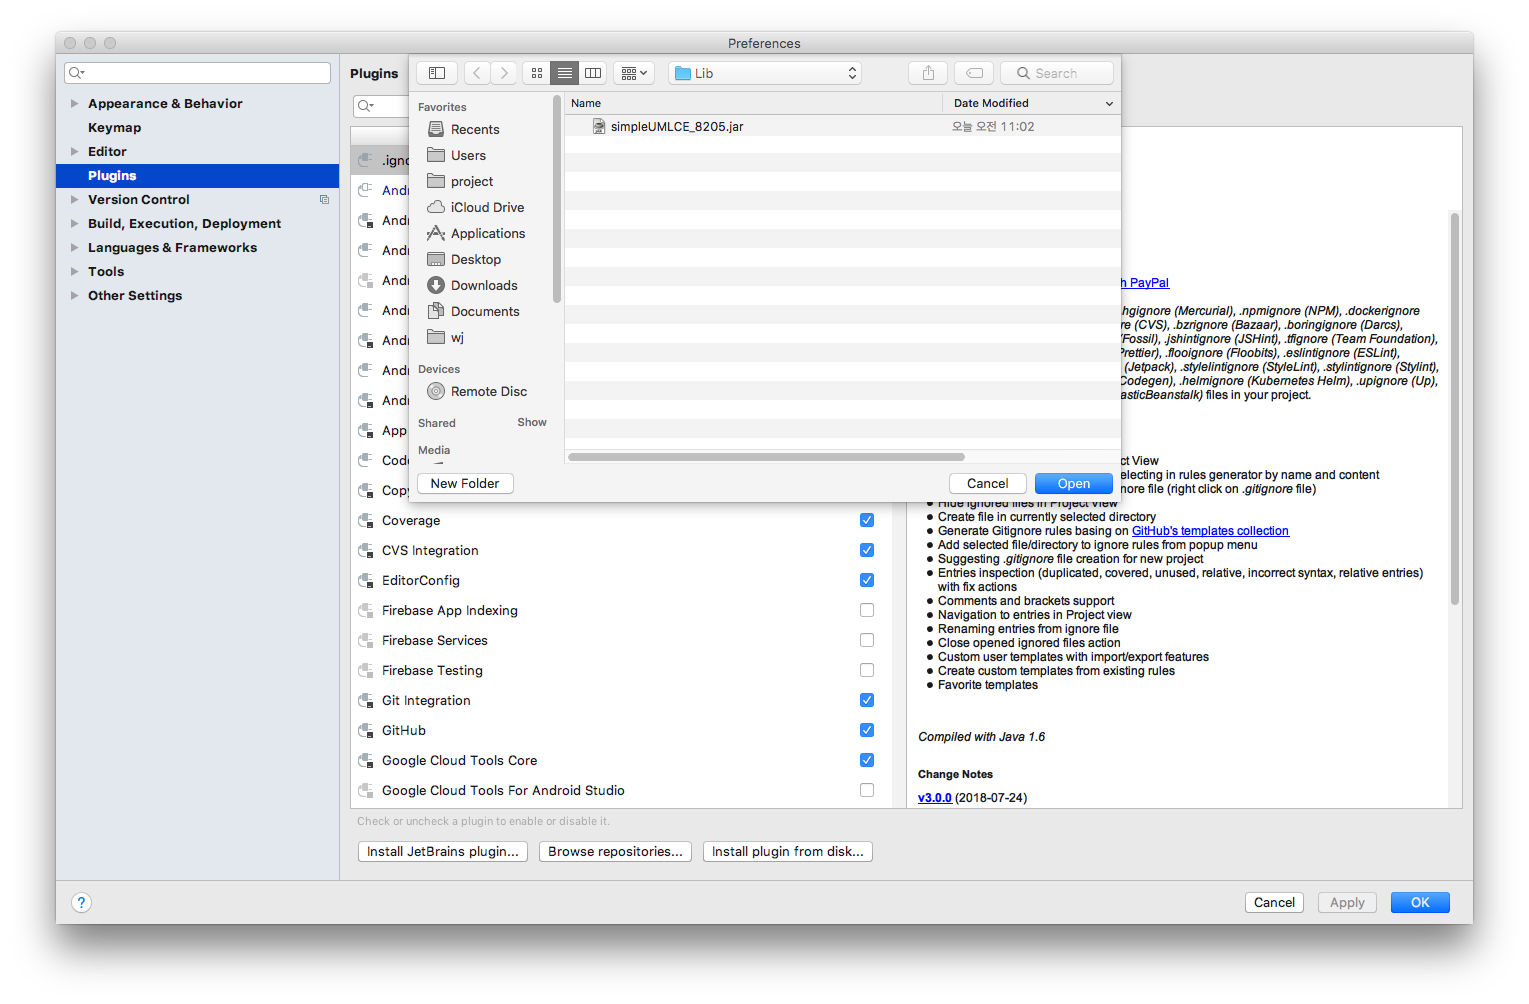 Preferences
Appearance & Behavior
Keymap
Editor
Plugins
Version Control
Build, Execution, Deployment
Languages & Frameworks
Tools
Other Settings
Plugins
Lib
Search
Favorites
Recents
Users
project
iCloud Drive
Applications
Desktop
Downloads
Documents
wj
Devices
Remote Disc
Shared Show
Media
Name Date Modified
simpleUMLCE_8205.jar 오늘 오전 11:02
New Folder
Cancel Open
.igno
Andr
Andr
Andr
Andr
Andr
Andr
Andr
Andr
App
Code
Copy
Coverage
CVS Integration
EditorConfig
Firebase App Indexing
Firebase Services
Firebase Testing
Git Integration
GitHub
Google Cloud Tools Core
Google Cloud Tools For Android Studio
h PayPal
hgignore (Mercurial), .npmignore (NPM), .dockerignore
re (CVS), .bzrignore (Bazaar), .boringignore (Darcs),
(Fossil), .jshintignore (JSHint), .tfignore (Team Foundation),
Prettier), .flooignore (Floobits), .eslintignore (ESLint),
(Jetpack), .stylelintignore (StyleLint), .stylintignore (Stylint),
Codegen), .helmignore (Kubernetes Helm), .upignore (Up),
asticBeanstalk) files in your project.
ct View
electing in rules generator by name and content
nore file (right click on .gitignore file)
Hide ignored files in Project View
Create file in currently selected directory
Generate Gitignore rules basing on GitHub's templates collection
Add selected file/directory to ignore rules from popup menu
Suggesting .gitignore file creation for new project
Entries inspection (duplicated, covered, unused, relative, incorrect syntax, relative entries)
with fix actions
Comments and brackets support
Navigation to entries in Project view
Renaming entries from ignore file
Close opened ignored files action
Custom user templates with import/export features
Create custom templates from existing rules
Favorite templates
Compiled with Java 1.6
Change Notes
v3.0.0 (2018-07-24)
Check or uncheck a plugin to enable or disable it.
Install JetBrains plugin... Browse repositories... Install plugin from disk...
? Cancel Apply OK